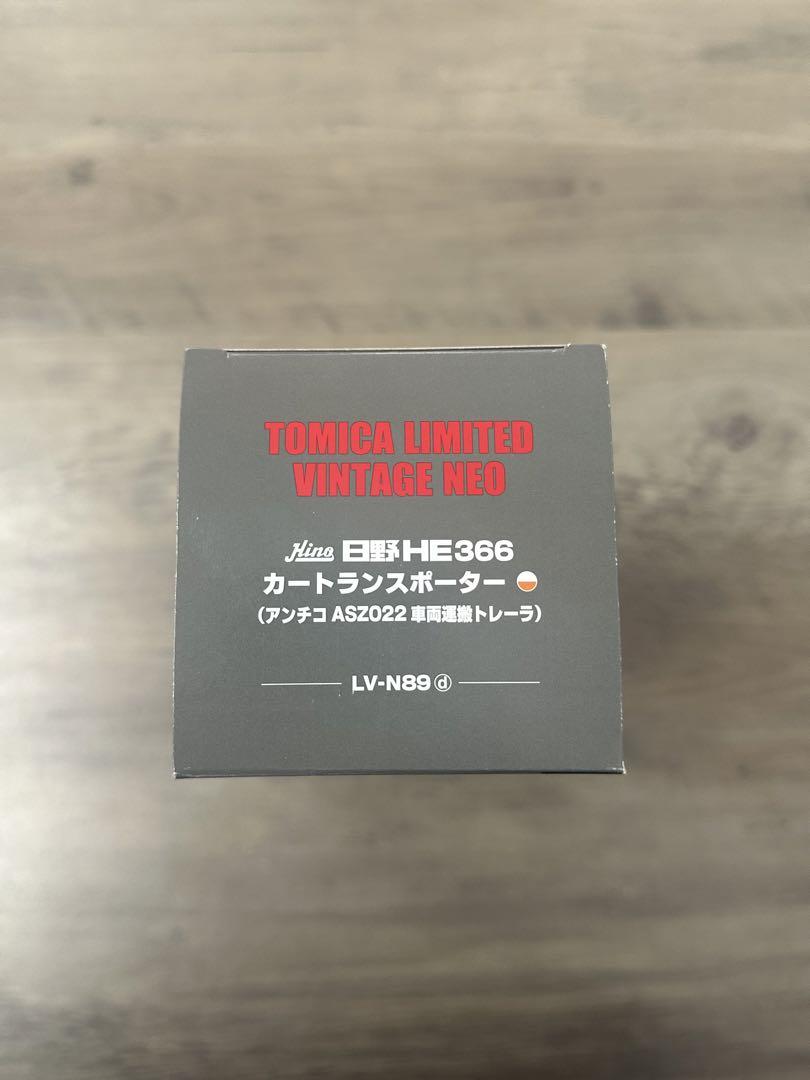 TOMICA LIMITED
VINTAGE NEO
Hino 日野HE366
カートランスポーター
(アンチコ ASZ022 車両運搬トレーラ)
LV-N89 ⓓ